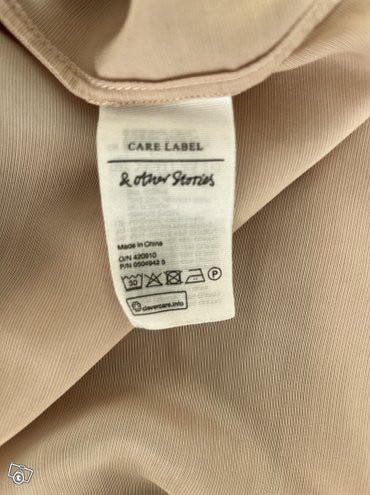 CARE LABEL
& other Stories
Made in China
O/N 420910
P/N 0504942 5
30 P
clevercare.info